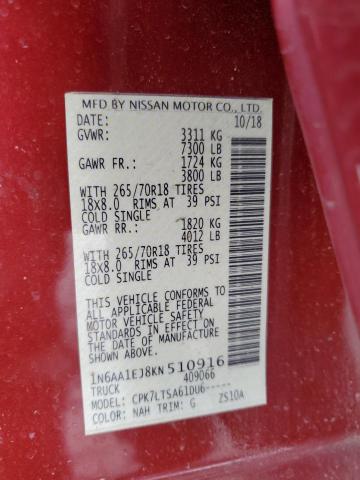 MFD BY NISSAN MOTOR CO., LTD.
DATE: 10/18
GVWR: 3311 KG
7300 LB
GAWR FR.: 1724 KG
3800 LB
WITH 265/70R18 TIRES
18X8.0 RIMS AT 39 PSI
COLD SINGLE
GAWR RR.: 1820 KG
4012 LB
WITH 265/70R18 TIRES
18X8.0 RIMS AT 39 PSI
COLD SINGLE
THIS VEHICLE CONFORMS TO
ALL APPLICABLE FEDERAL
MOTOR VEHICLE SAFETY
STANDARDS IN EFFECT ON
THE DATE OF MANUFACTURE
SHOWN ABOVE.
1N6AA1EJ8KN510916
TRUCK 409066
MODEL: CPK7LTSA61DU6-----
COLOR: NAH TRIM: G ZS10A